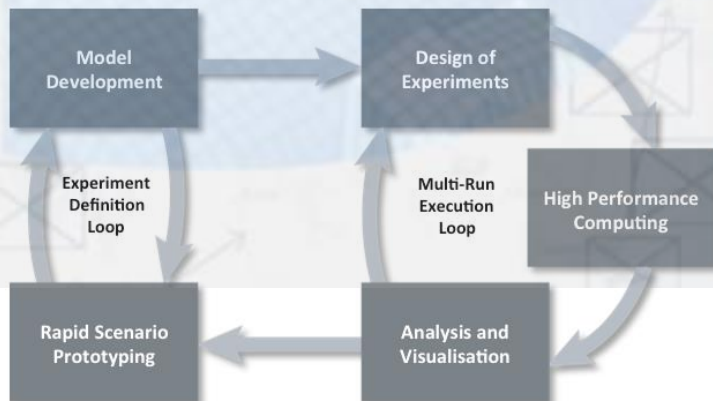 Model
Development
Design of
Experiments
Experiment
Definition
Loop
Multi-Run
Execution
Loop
High Performance
Computing
Rapid Scenario
Prototyping
Analysis and
Visualisation